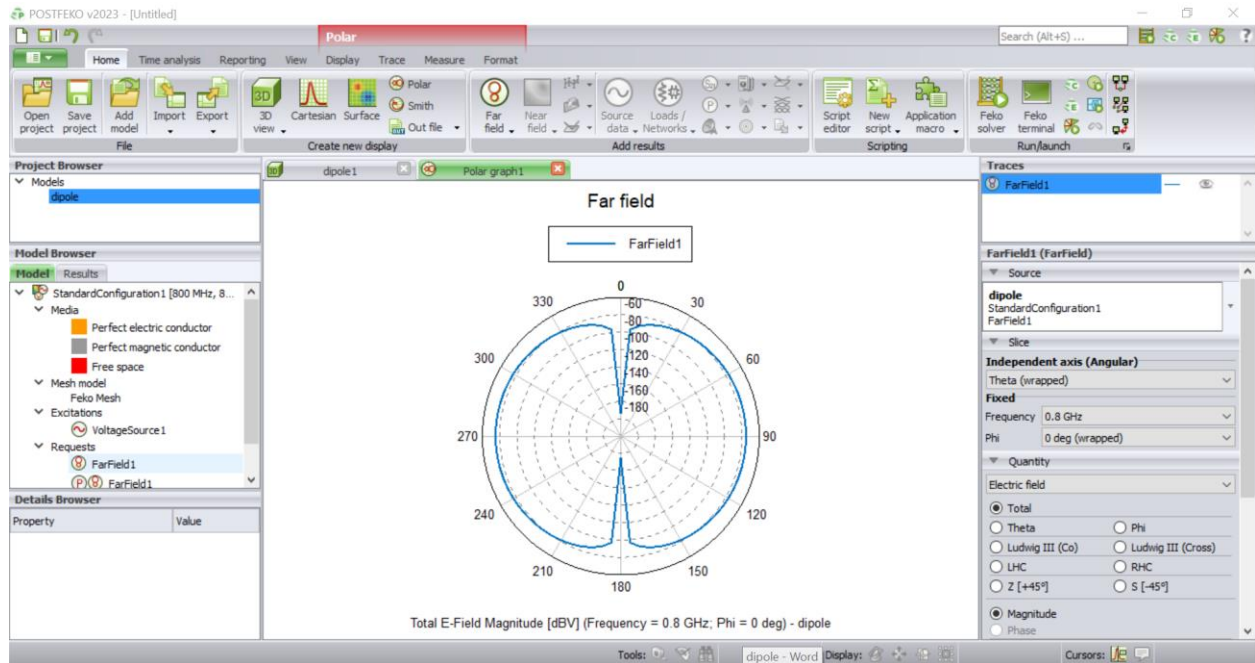 POSTFEKO v2023 - [Untitled]
Polar
Search (Alt+S) ...
Home Time analysis Reporting View Display Trace Measure Format
Open project
Save project
Add model
Import
Export
3D view
Cartesian
Surface
Polar
Smith
Out file
Far field
Near field
Source data
Loads / Networks
Script editor
New script
Application macro
Feko solver
Feko terminal
File
Create new display
Add results
Scripting
Run/launch
Project Browser
Models
dipole
Model Browser
Model Results
StandardConfiguration1 [800 MHz, 8...
Media
Perfect electric conductor
Perfect magnetic conductor
Free space
Mesh model
Feko Mesh
Excitations
VoltageSource1
Requests
FarField1
FarField1
Details Browser
Property Value
dipole1
Polar graph1
Far field
FarField1
0
30
60
90
120
150
180
210
240
270
300
330
-60
-80
-100
-120
-140
-160
-180
Total E-Field Magnitude [dBV] (Frequency = 0.8 GHz; Phi = 0 deg) - dipole
Traces
FarField1
FarField1 (FarField)
Source
dipole
StandardConfiguration1
FarField1
Slice
Independent axis (Angular)
Theta (wrapped)
Fixed
Frequency 0.8 GHz
Phi 0 deg (wrapped)
Quantity
Electric field
Total
Theta Phi
Ludwig III (Co) Ludwig III (Cross)
LHC RHC
Z [+45º] S [-45º]
Magnitude
Phase
Tools:
dipole - Word
Display:
Cursors: